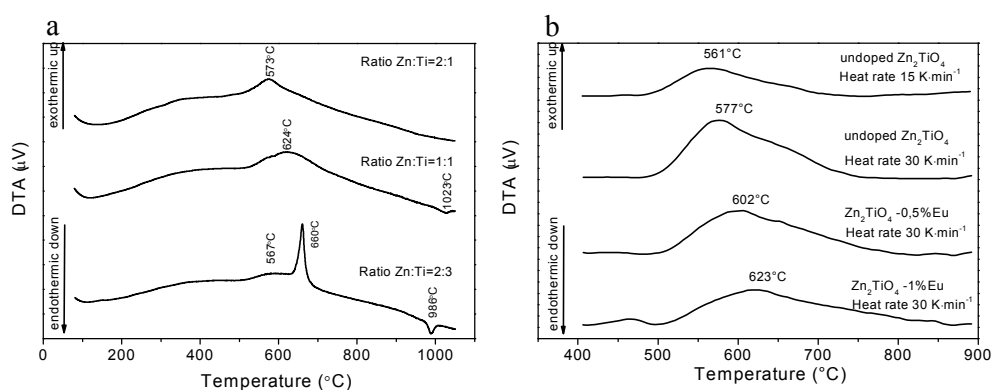 a
exothermic up
573°C
Ratio Zn:Ti=2:1
624°C
Ratio Zn:Ti=1:1
1023°C
DTA (μV)
endothermic down
567°C
660°C
Ratio Zn:Ti=2:3
986°C
0 200 400 600 800 1000
Temperature (°C)
b
exothermic up
561°C
undoped Zn₂TiO₄
Heat rate 15 K·min⁻¹
577°C
undoped Zn₂TiO₄
Heat rate 30 K·min⁻¹
DTA (μV)
602°C
Zn₂TiO₄ -0,5%Eu
Heat rate 30 K·min⁻¹
endothermic down
623°C
Zn₂TiO₄ -1%Eu
Heat rate 30 K·min⁻¹
400 500 600 700 800 900
Temperature (°C)